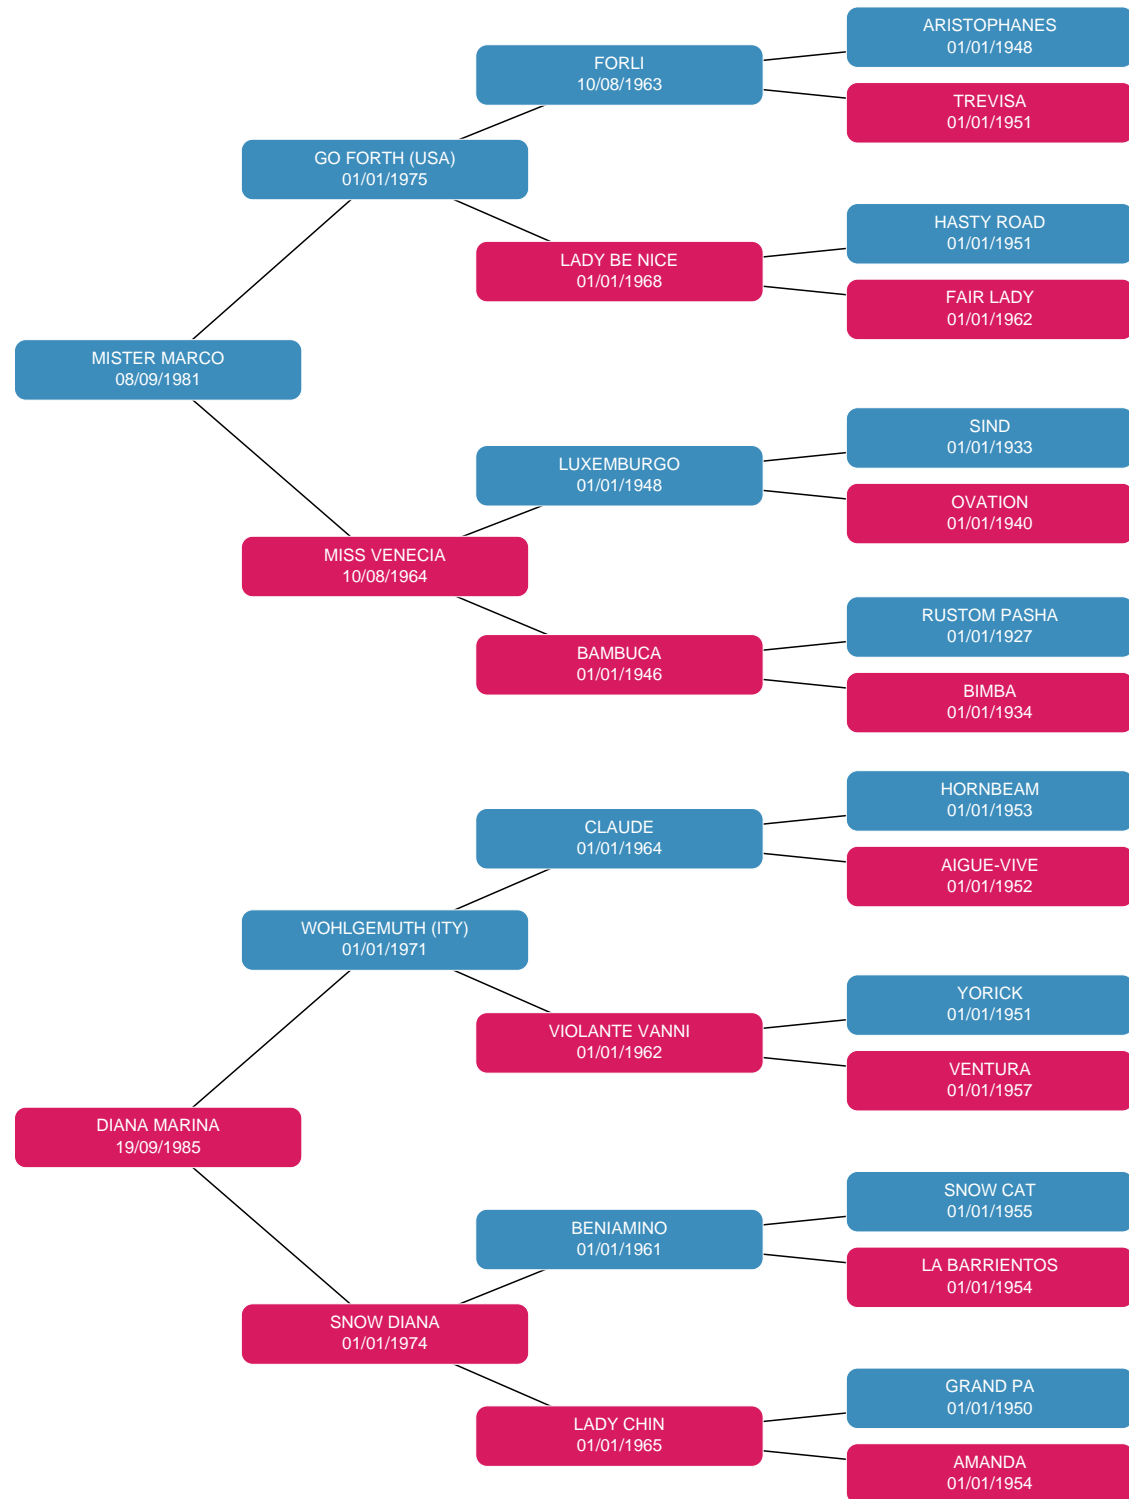 ARISTOPHANES
01/01/1948
FORLI
10/08/1963
TREVISA
01/01/1951
GO FORTH (USA)
01/01/1975
HASTY ROAD
01/01/1951
LADY BE NICE
01/01/1968
FAIR LADY
01/01/1962
MISTER MARCO
08/09/1981
SIND
01/01/1933
LUXEMBURGO
01/01/1948
OVATION
01/01/1940
MISS VENECIA
10/08/1964
RUSTOM PASHA
01/01/1927
BAMBUCA
01/01/1946
BIMBA
01/01/1934
HORNBEAM
01/01/1953
CLAUDE
01/01/1964
AIGUE-VIVE
01/01/1952
WOHLGEMUTH (ITY)
01/01/1971
YORICK
01/01/1951
VIOLANTE VANNI
01/01/1962
VENTURA
01/01/1957
DIANA MARINA
19/09/1985
SNOW CAT
01/01/1955
BENIAMINO
01/01/1961
LA BARRIENTOS
01/01/1954
SNOW DIANA
01/01/1974
GRAND PA
01/01/1950
LADY CHIN
01/01/1965
AMANDA
01/01/1954